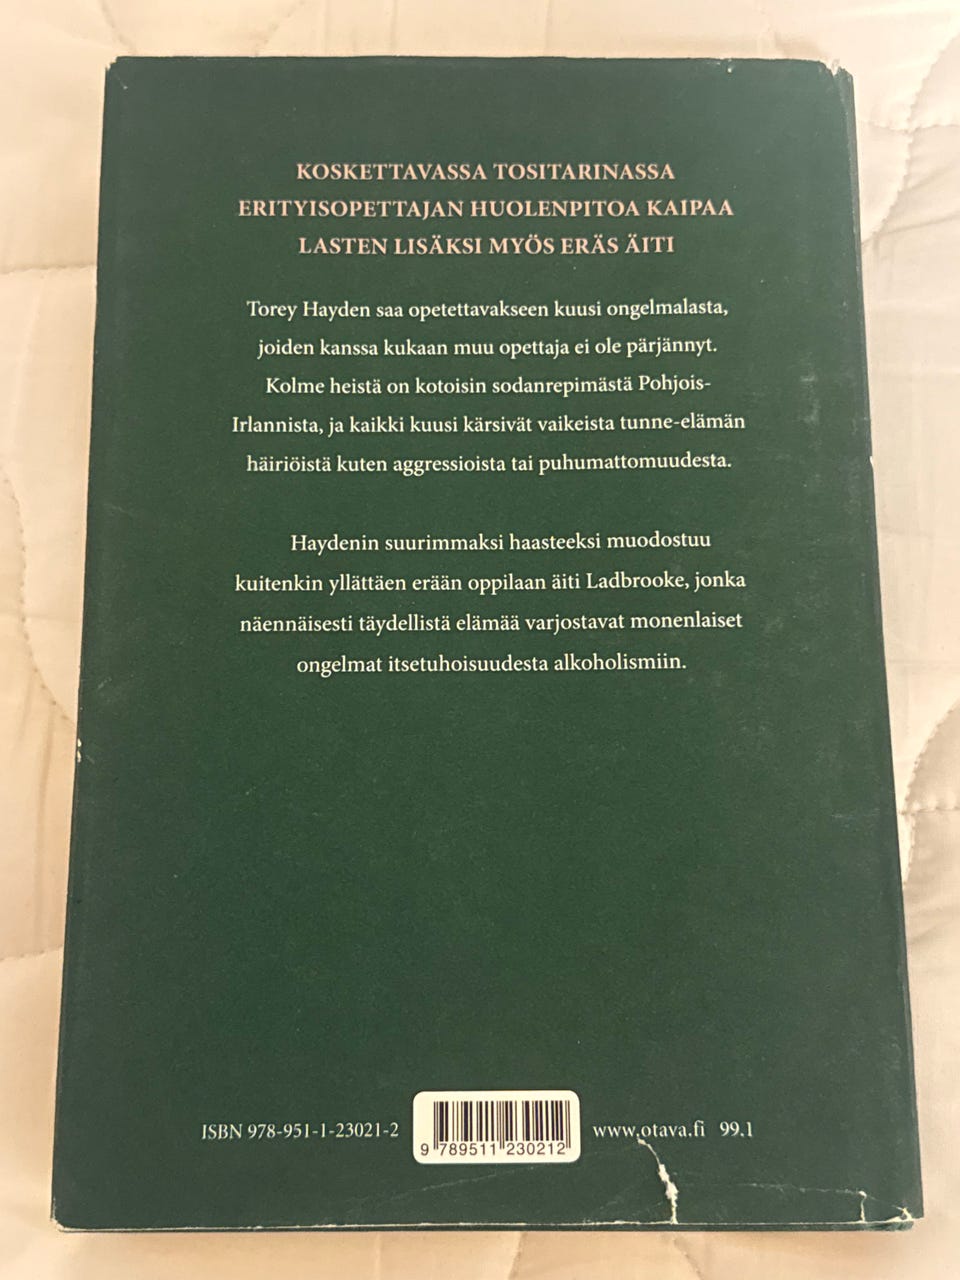 KOSKETTAVASSA TOSITARINASSA
ERITYISOPETTAJAN HUOLENPITOA KAIPAA
LASTEN LISÄKSI MYÖS ERÄS ÄITI
Torey Hayden saa opetettavakseen kuusi ongelmalasta,
joiden kanssa kukaan muu opettaja ei ole pärjännyt.
Kolme heistä on kotoisin sodanrepimästä Pohjois-
Irlannista, ja kaikki kuusi kärsivät vaikeista tunne-elämän
häiriöistä kuten aggressioista tai puhumattomuudesta.
Haydenin suurimmaksi haasteeksi muodostuu
kuitenkin yllättäen erään oppilaan äiti Ladbrooke, jonka
näennäisesti täydellistä elämää varjostavat monenlaiset
ongelmat itsetuhoisuudesta alkoholismiin.
ISBN 978-951-1-23021-2
9 789511 230212
www.otava.fi 99.1